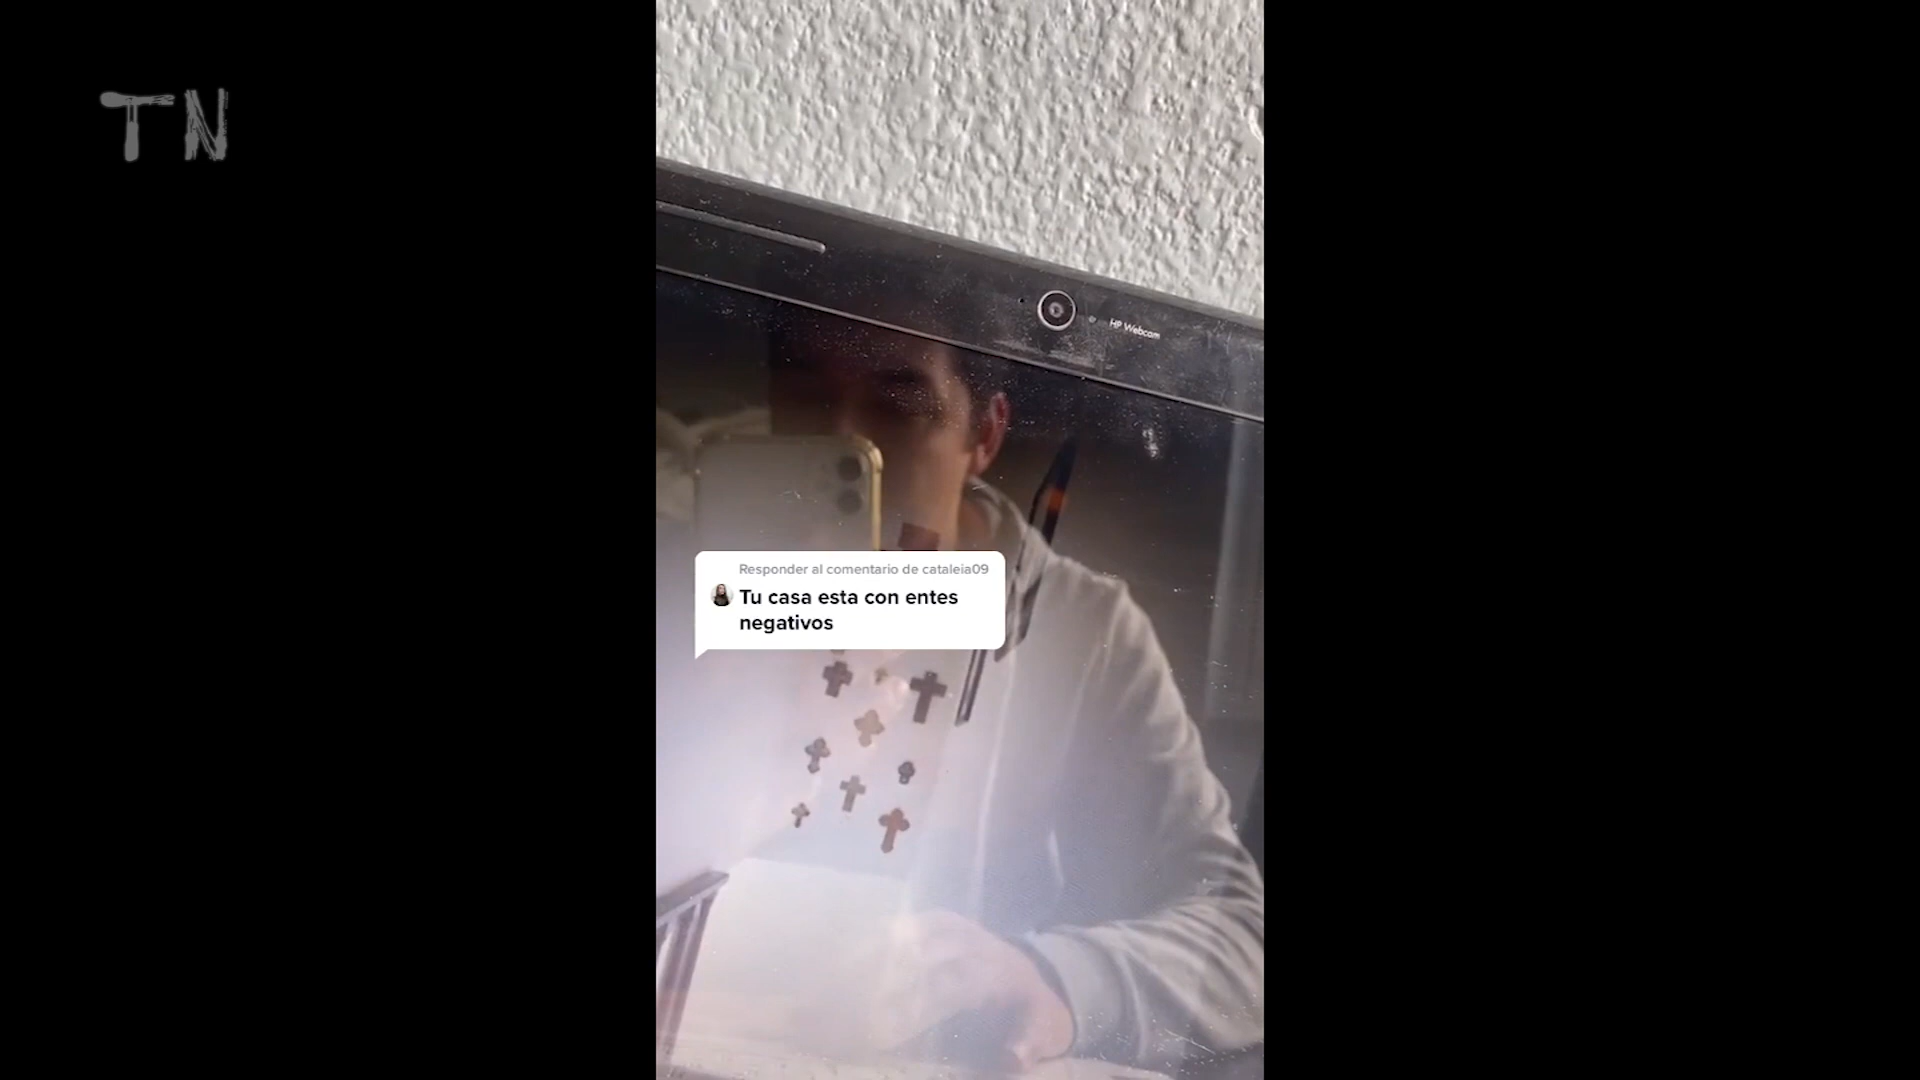 TN
HP Webcam
Responder al comentario de cataleia09
Tu casa esta con entes
negativos